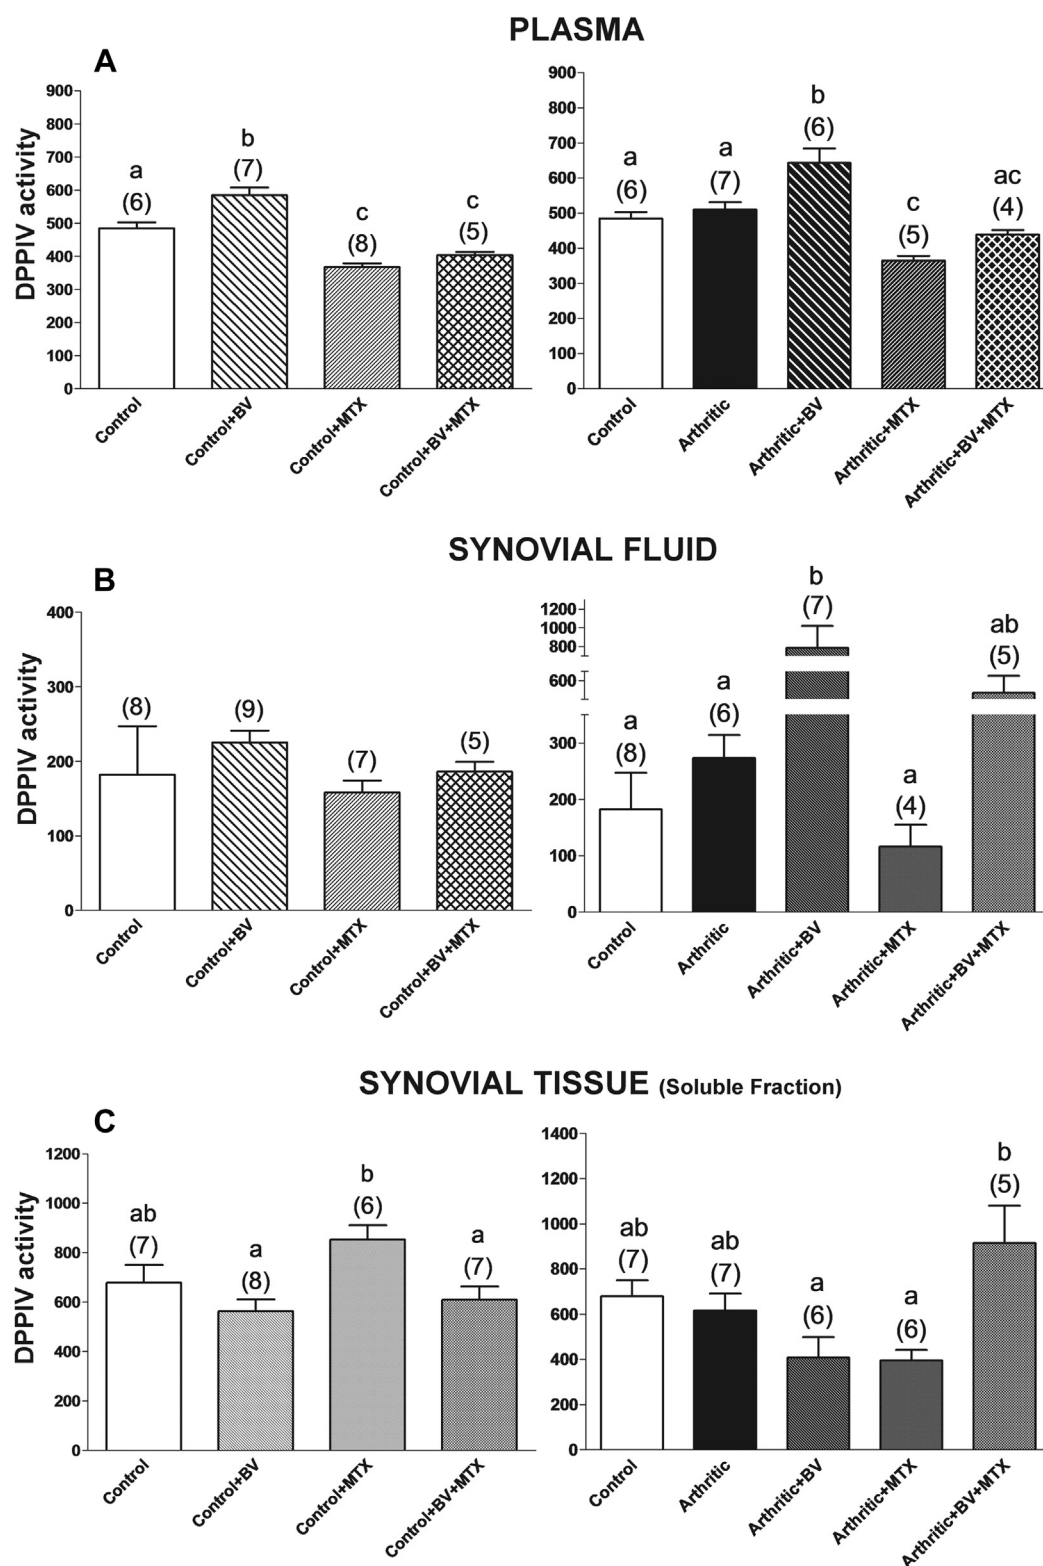 PLASMA
A
DPPIV activity
900
800
700
600
500
400
300
200
100
0
a
(6)
b
(7)
c
(8)
c
(5)
Control
Control+BV
Control+MTX
Control+BV+MTX
900
800
700
600
500
400
300
200
100
0
a
(6)
a
(7)
b
(6)
c
(5)
ac
(4)
Control
Arthritic
Arthritic+BV
Arthritic+MTX
Arthritic+BV+MTX
SYNOVIAL FLUID
B
DPPIV activity
400
300
200
100
0
(8)
(9)
(7)
(5)
Control
Control+BV
Control+MTX
Control+BV+MTX
1200
1000
800
600
300
200
100
0
a
(8)
a
(6)
b
(7)
a
(4)
ab
(5)
Control
Arthritic
Arthritic+BV
Arthritic+MTX
Arthritic+BV+MTX
SYNOVIAL TISSUE (Soluble Fraction)
C
DPPIV activity
1200
1000
800
600
400
200
0
ab
(7)
a
(8)
b
(6)
a
(7)
Control
Control+BV
Control+MTX
Control+BV+MTX
1400
1200
1000
800
600
400
200
0
ab
(7)
ab
(7)
a
(6)
a
(6)
b
(5)
Control
Arthritic
Arthritic+BV
Arthritic+MTX
Arthritic+BV+MTX